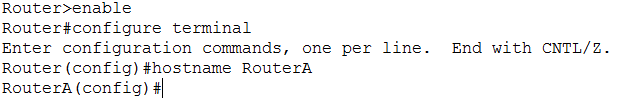 Router>enable
Router#configure terminal
Enter configuration commands, one per line.  End with CNTL/Z.
Router(config)#hostname RouterA
RouterA(config)#